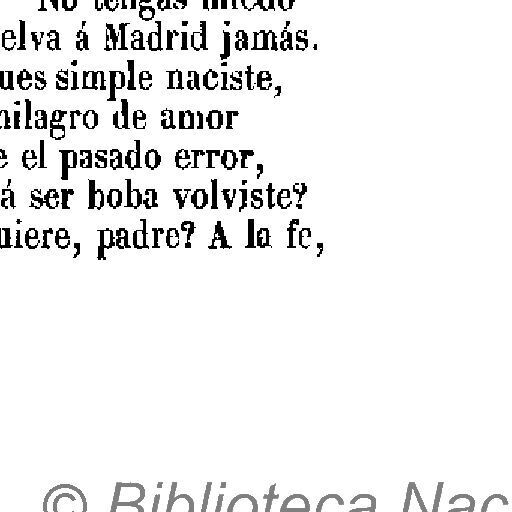 No tengas miedo
elva á Madrid jamás.
ues simple naciste,
nilagro de amor
e el pasado error,
á ser boba volviste?
uiere, padre? A la fe,
© Biblioteca Nac